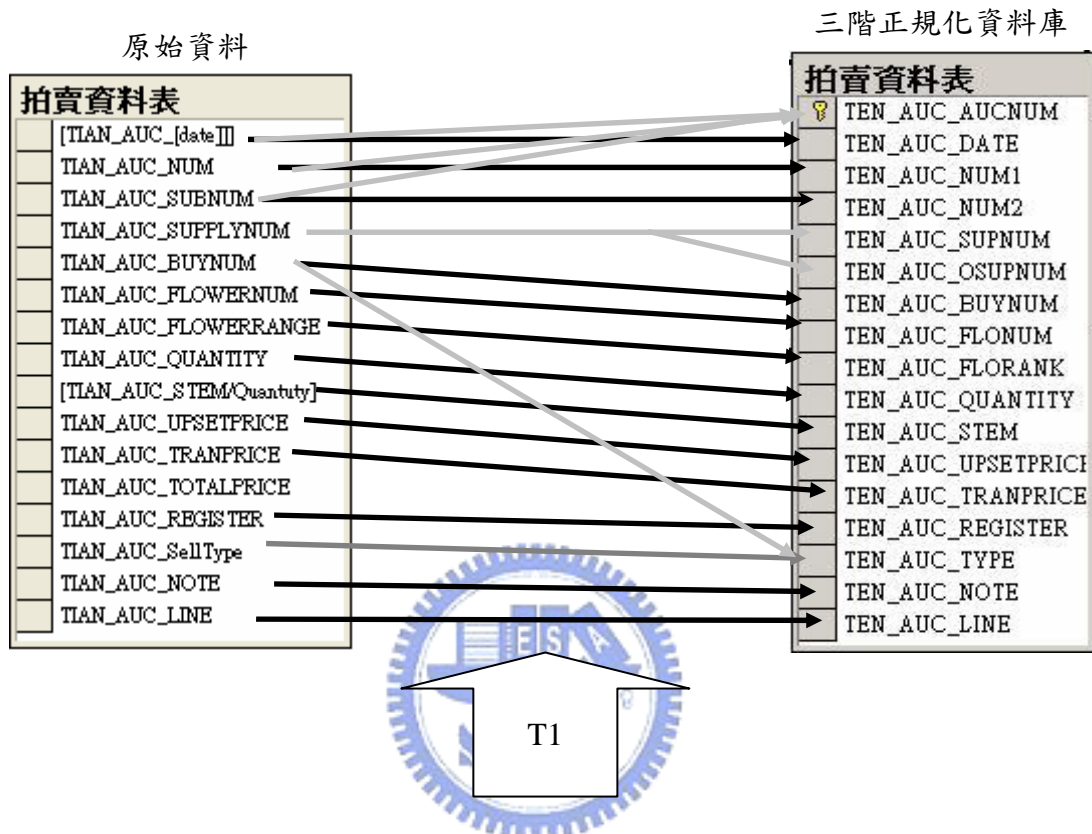 原始資料
三階正規化資料庫
拍賣資料表
[TIAN_AUC_[date]]]
TIAN_AUC_NUM
TIAN_AUC_SUBNUM
TIAN_AUC_SUPPLYNUM
TIAN_AUC_BUYNUM
TIAN_AUC_FLOWERNUM
TIAN_AUC_FLOWERRANGE
TIAN_AUC_QUANTITY
[TIAN_AUC_STEM/Quantuty]
TIAN_AUC_UPSETPRICE
TIAN_AUC_TRANPRICE
TIAN_AUC_TOTALPRICE
TIAN_AUC_REGISTER
TIAN_AUC_SellType
TIAN_AUC_NOTE
TIAN_AUC_LINE
拍賣資料表
TEN_AUC_AUCNUM
TEN_AUC_DATE
TEN_AUC_NUM1
TEN_AUC_NUM2
TEN_AUC_SUPNUM
TEN_AUC_OSUPNUM
TEN_AUC_BUYNUM
TEN_AUC_FLONUM
TEN_AUC_FLORANK
TEN_AUC_QUANTITY
TEN_AUC_STEM
TEN_AUC_UPSETPRICE
TEN_AUC_TRANPRICE
TEN_AUC_REGISTER
TEN_AUC_TYPE
TEN_AUC_NOTE
TEN_AUC_LINE
ESA
T1